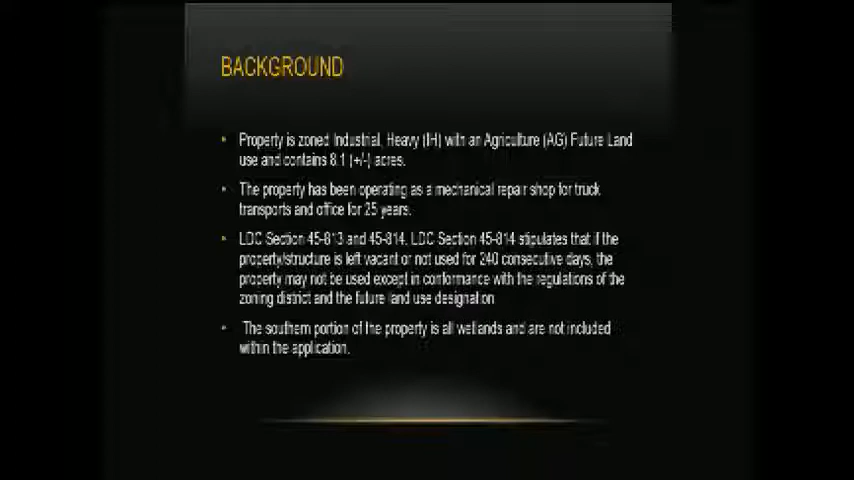 BACKGROUND
• Property is zoned Industrial, Heavy (IH) with an Agriculture (AG) Future Land
use and contains 8.1 (+/-) acres.
• The property has been operating as a mechanical repair shop for truck
transports and office for 25 years.
• LDC Section 45-813 and 45-814. LDC Section 45-814 stipulates that if the
property/structure is left vacant or not used for 240 consecutive days, the
property may not be used except in conformance with the regulations of the
zoning district and the future land use designation
• The southern portion of the property is all wetlands and are not included
within the application.